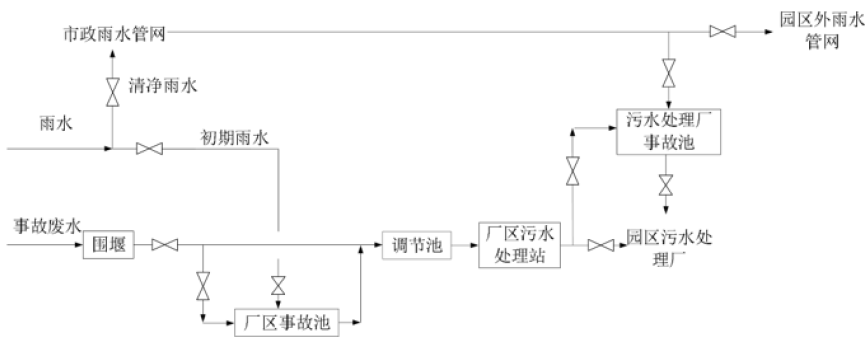 市政雨水管网
园区外雨水
管网
清净雨水
雨水
初期雨水
污水处理厂
事故池
事故废水
围堰
调节池
厂区污水
处理站
园区污水处
理厂
厂区事故池